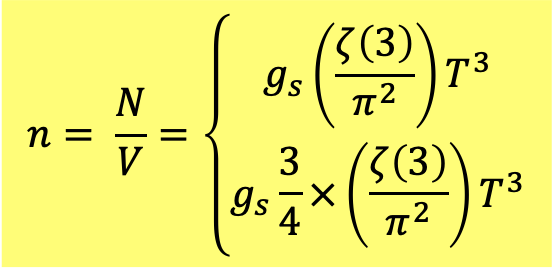 n = N/V = { g_s (ζ(3)/π²) T³
g_s 3/4 × (ζ(3)/π²) T³